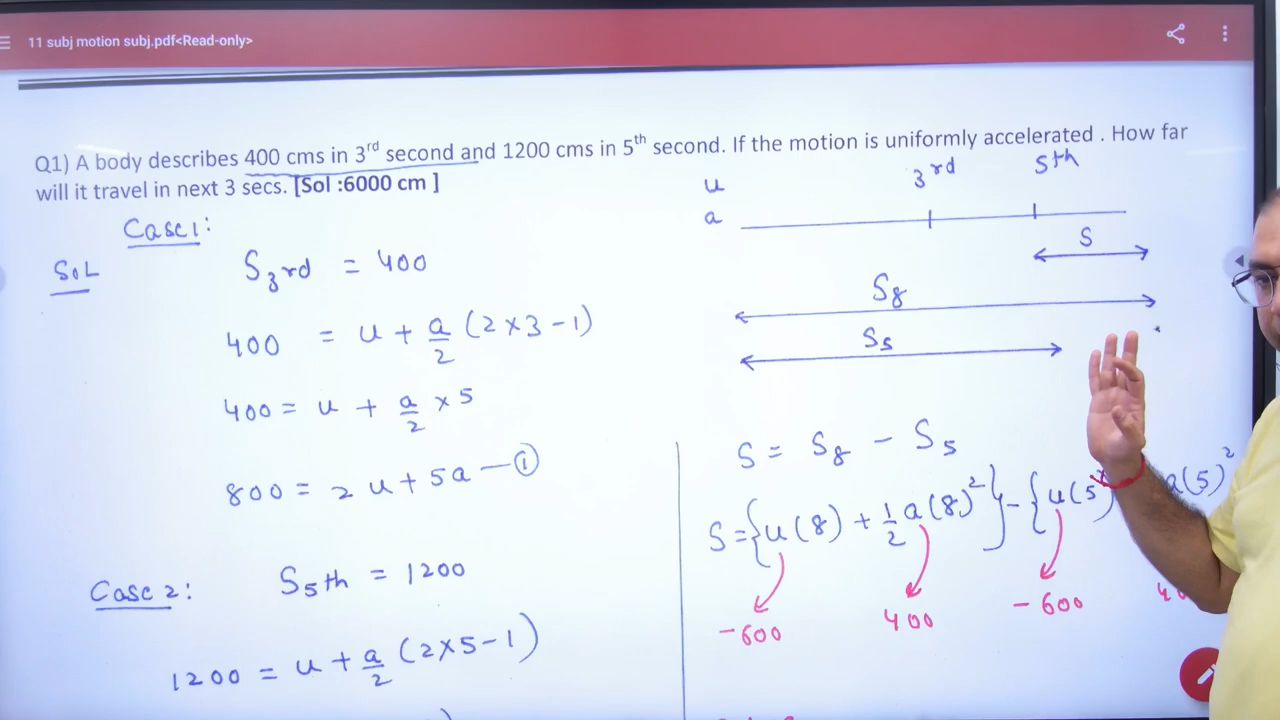 11 subj motion subj.pdf<Read-only>
Q1) A body describes 400 cms in 3rd second and 1200 cms in 5th second. If the motion is uniformly accelerated . How far
will it travel in next 3 secs. [Sol :6000 cm ]
Case1:
SOL
S3rd = 400
400 = u + a/2 (2×3-1)
400 = u + a/2 × 5
800 = 2u + 5a —①
Case 2: S5th = 1200
1200 = u + a/2 (2×5-1)
u
a
3rd
5th
S
S8
S5
S = S8 - S5
S = {u(8) + 1/2 a(8)²} - {u(5) a(5)²
-600
400
-600